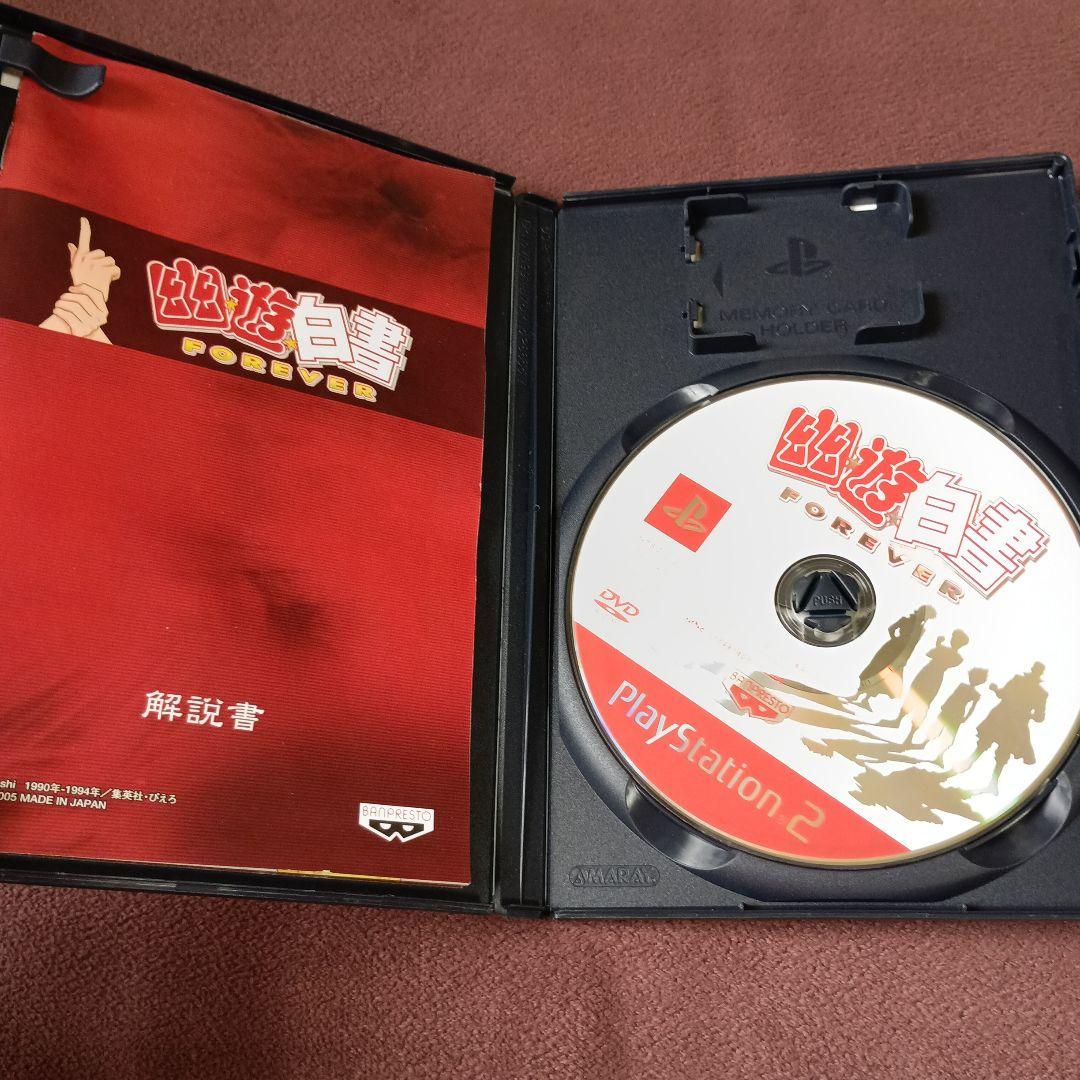 幽遊白書
FOREVER
解説書
shi 1990年-1994年／集英社・ぴえろ
005 MADE IN JAPAN
BANPRESTO
MEMORY CARD
HOLDER
幽遊白書
FOREVER
DVD
PUSH
BANPRESTO
PlayStation 2
AMARAY